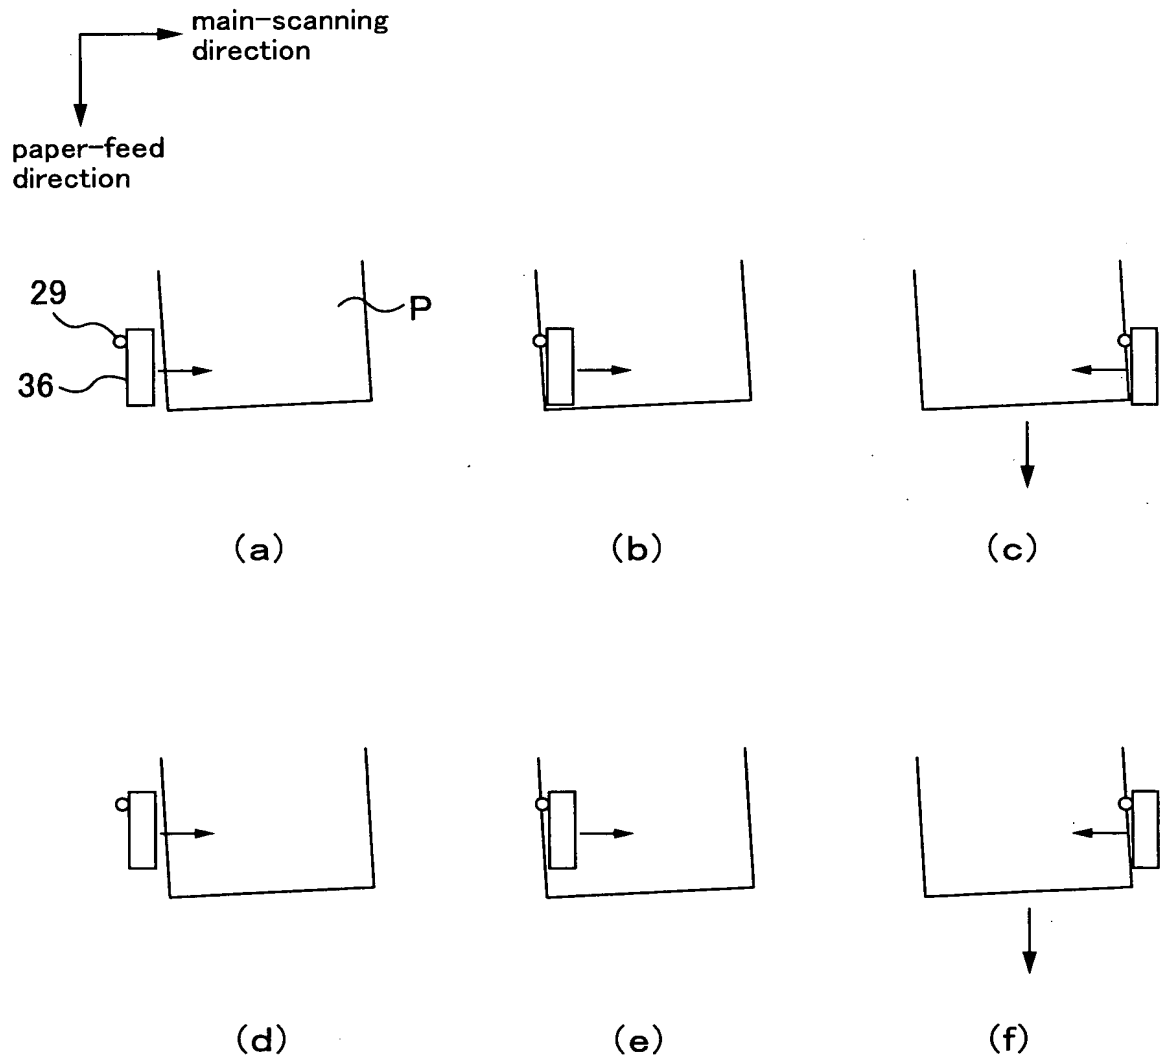 main-scanning
direction
paper-feed
direction
29
P
36
(a)
(b)
(c)
(d)
(e)
(f)